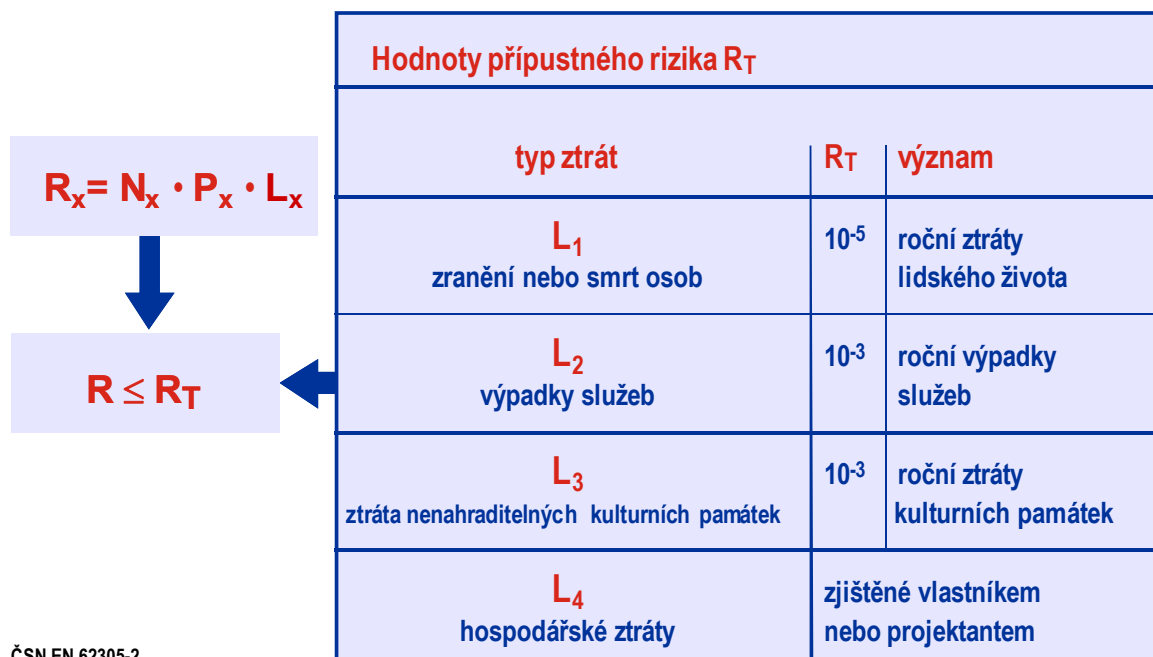 Hodnoty přípustného rizika RT
typ ztrát RT význam
Rx= Nx · Px · Lx
L1 10-5 roční ztráty
zranění nebo smrt osob lidského života
L2 10-3 roční výpadky
výpadky služeb služeb
R ≤ RT
L3 10-3 roční ztráty
ztráta nenahraditelných kulturních památek kulturních památek
L4 zjištěné vlastníkem
hospodářské ztráty nebo projektantem
ČSN EN 62305-2